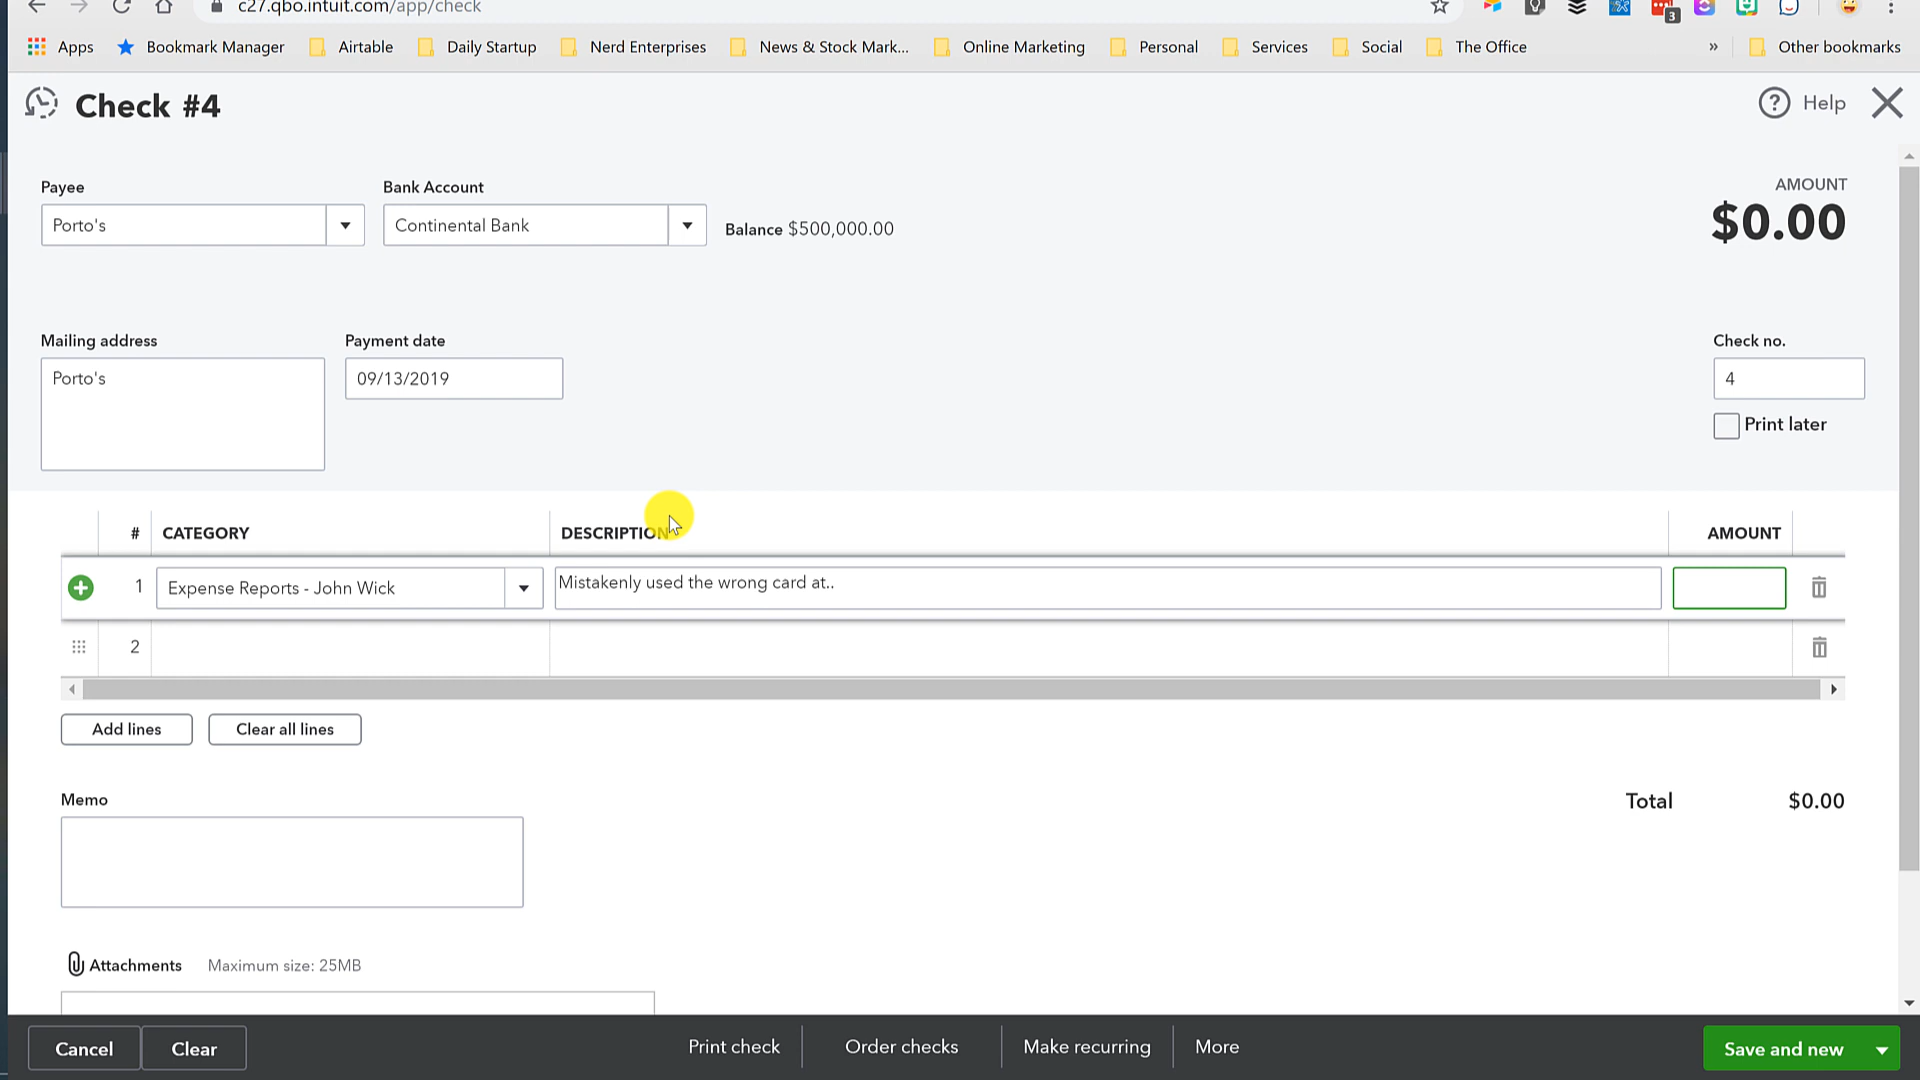 c27.qbo.intuit.com/app/check
3
Apps Bookmark Manager Airtable Daily Startup Nerd Enterprises News & Stock Mark... Online Marketing Personal Services Social The Office » Other bookmarks
Check #4
? Help
Payee
Bank Account
AMOUNT
Porto's
Continental Bank
Balance $500,000.00
$0.00
Mailing address
Payment date
Check no.
Porto's
09/13/2019
4
Print later
# CATEGORY DESCRIPTION AMOUNT
1 Expense Reports - John Wick Mistakenly used the wrong card at..
2
Add lines Clear all lines
Memo
Total $0.00
Attachments Maximum size: 25MB
Cancel Clear Print check Order checks Make recurring More Save and new